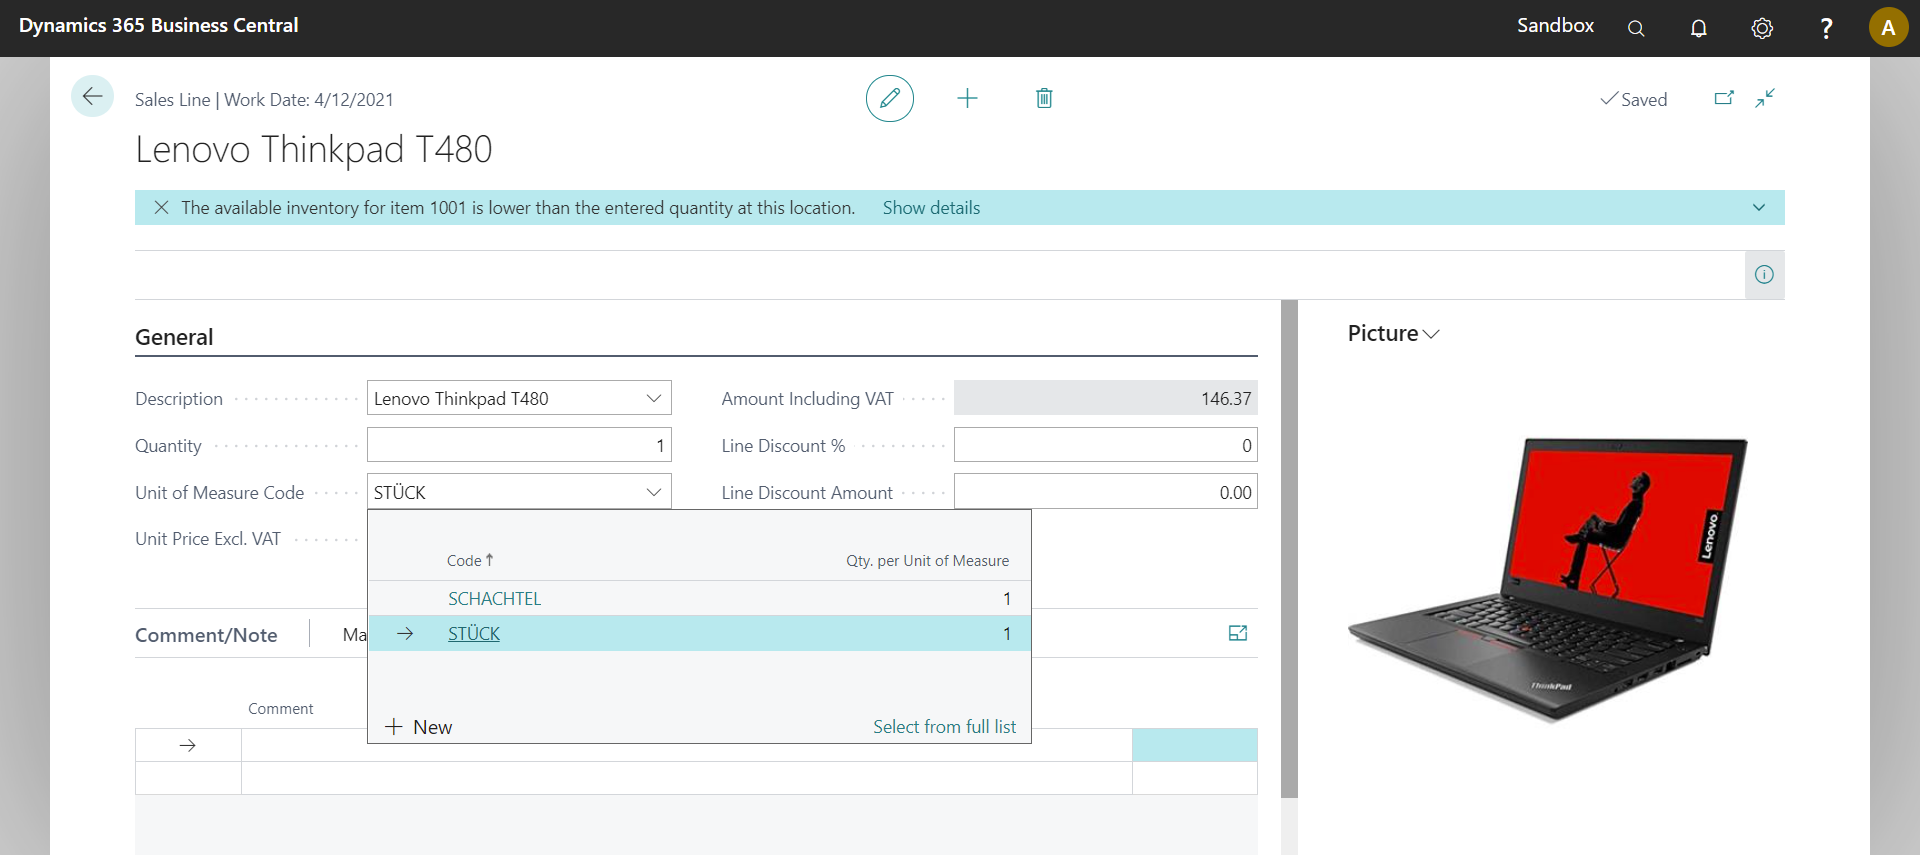 Dynamics 365 Business Central
Sandbox
?
A
Sales Line | Work Date: 4/12/2021
Saved
Lenovo Thinkpad T480
The available inventory for item 1001 is lower than the entered quantity at this location. Show details
General
Description Lenovo Thinkpad T480
Quantity 1
Unit of Measure Code STÜCK
Unit Price Excl. VAT
Amount Including VAT 146.37
Line Discount % 0
Line Discount Amount 0.00
Code ↑ Qty. per Unit of Measure
SCHACHTEL 1
→ STÜCK 1
+ New Select from full list
Comment/Note Ma
Comment
→
Picture
Lenovo
ThinkPad